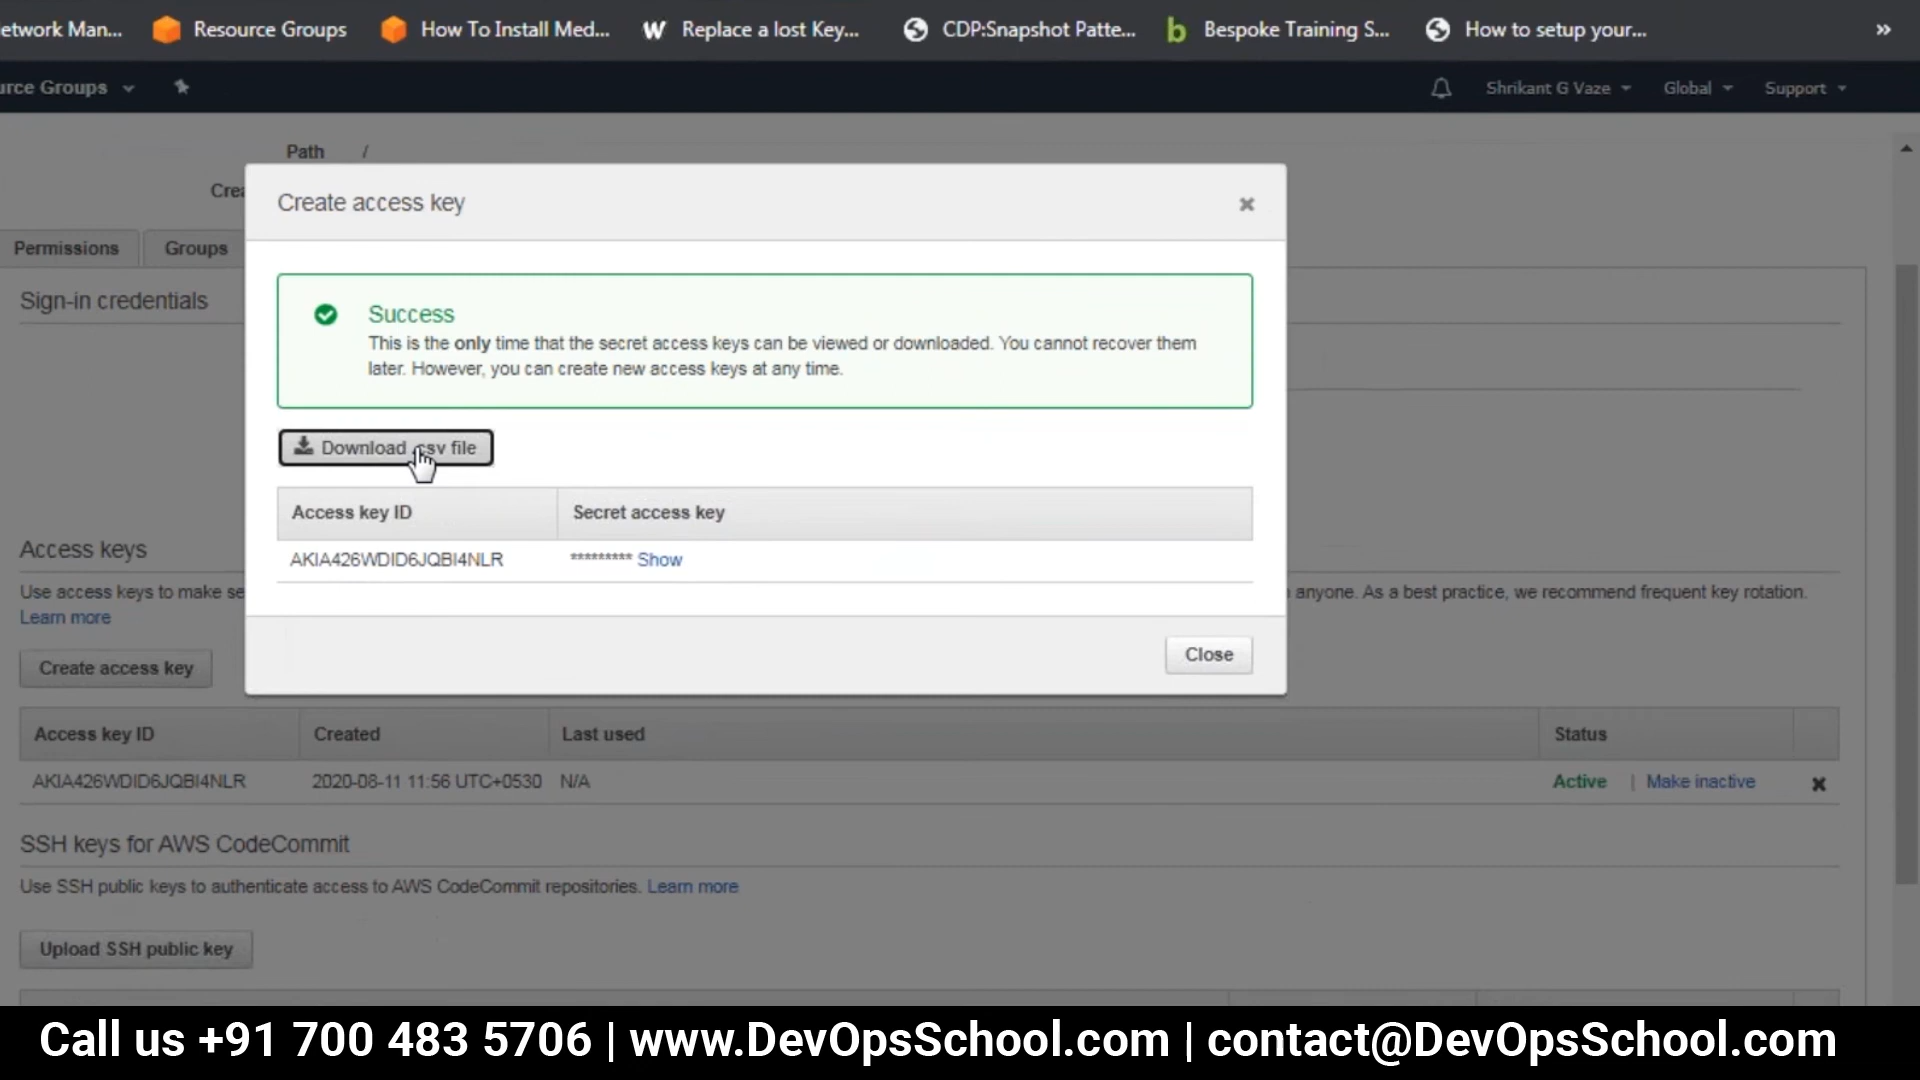 etwork Man... Resource Groups How To Install Med... Replace a lost Key... CDP:Snapshot Patte... Bespoke Training S... How to setup your... »
urce Groups Shrikant G Vaze Global Support
Path /
Crea
Create access key ×
Permissions Groups
Sign-in credentials
Success
This is the only time that the secret access keys can be viewed or downloaded. You cannot recover them
later. However, you can create new access keys at any time.
Download .csv file
Access key ID Secret access key
AKIA426WDID6JQBI4NLR ********* Show
Access keys
Use access keys to make se anyone. As a best practice, we recommend frequent key rotation.
Learn more
Close
Create access key
Access key ID Created Last used Status
AKIA426WDID6JQBI4NLR 2020-08-11 11:56 UTC+0530 N/A Active | Make inactive ×
SSH keys for AWS CodeCommit
Use SSH public keys to authenticate access to AWS CodeCommit repositories. Learn more
Upload SSH public key
Call us +91 700 483 5706 | www.DevOpsSchool.com | contact@DevOpsSchool.com